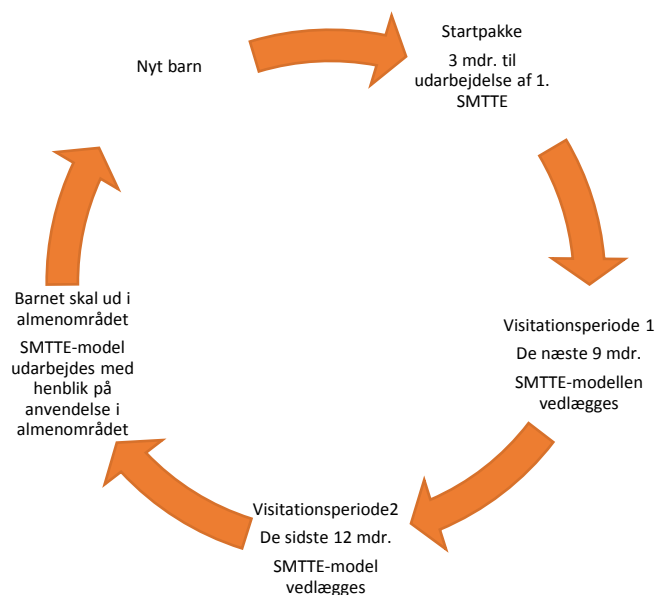 Nyt barn
Startpakke
3 mdr. til
udarbejdelse af 1.
SMTTE
Visitationsperiode 1
De næste 9 mdr.
SMTTE-modellen
vedlægges
Visitationsperiode2
De sidste 12 mdr.
SMTTE-model
vedlægges
Barnet skal ud i
almenområdet
SMTTE-model
udarbejdes med
henblik på
anvendelse i
almenområdet